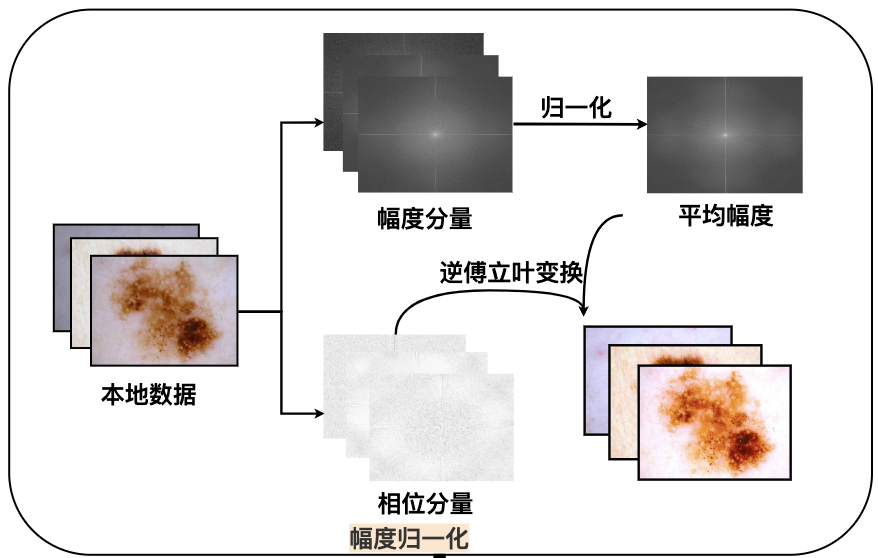 归一化
幅度分量
平均幅度
逆傅立叶变换
本地数据
相位分量
幅度归一化